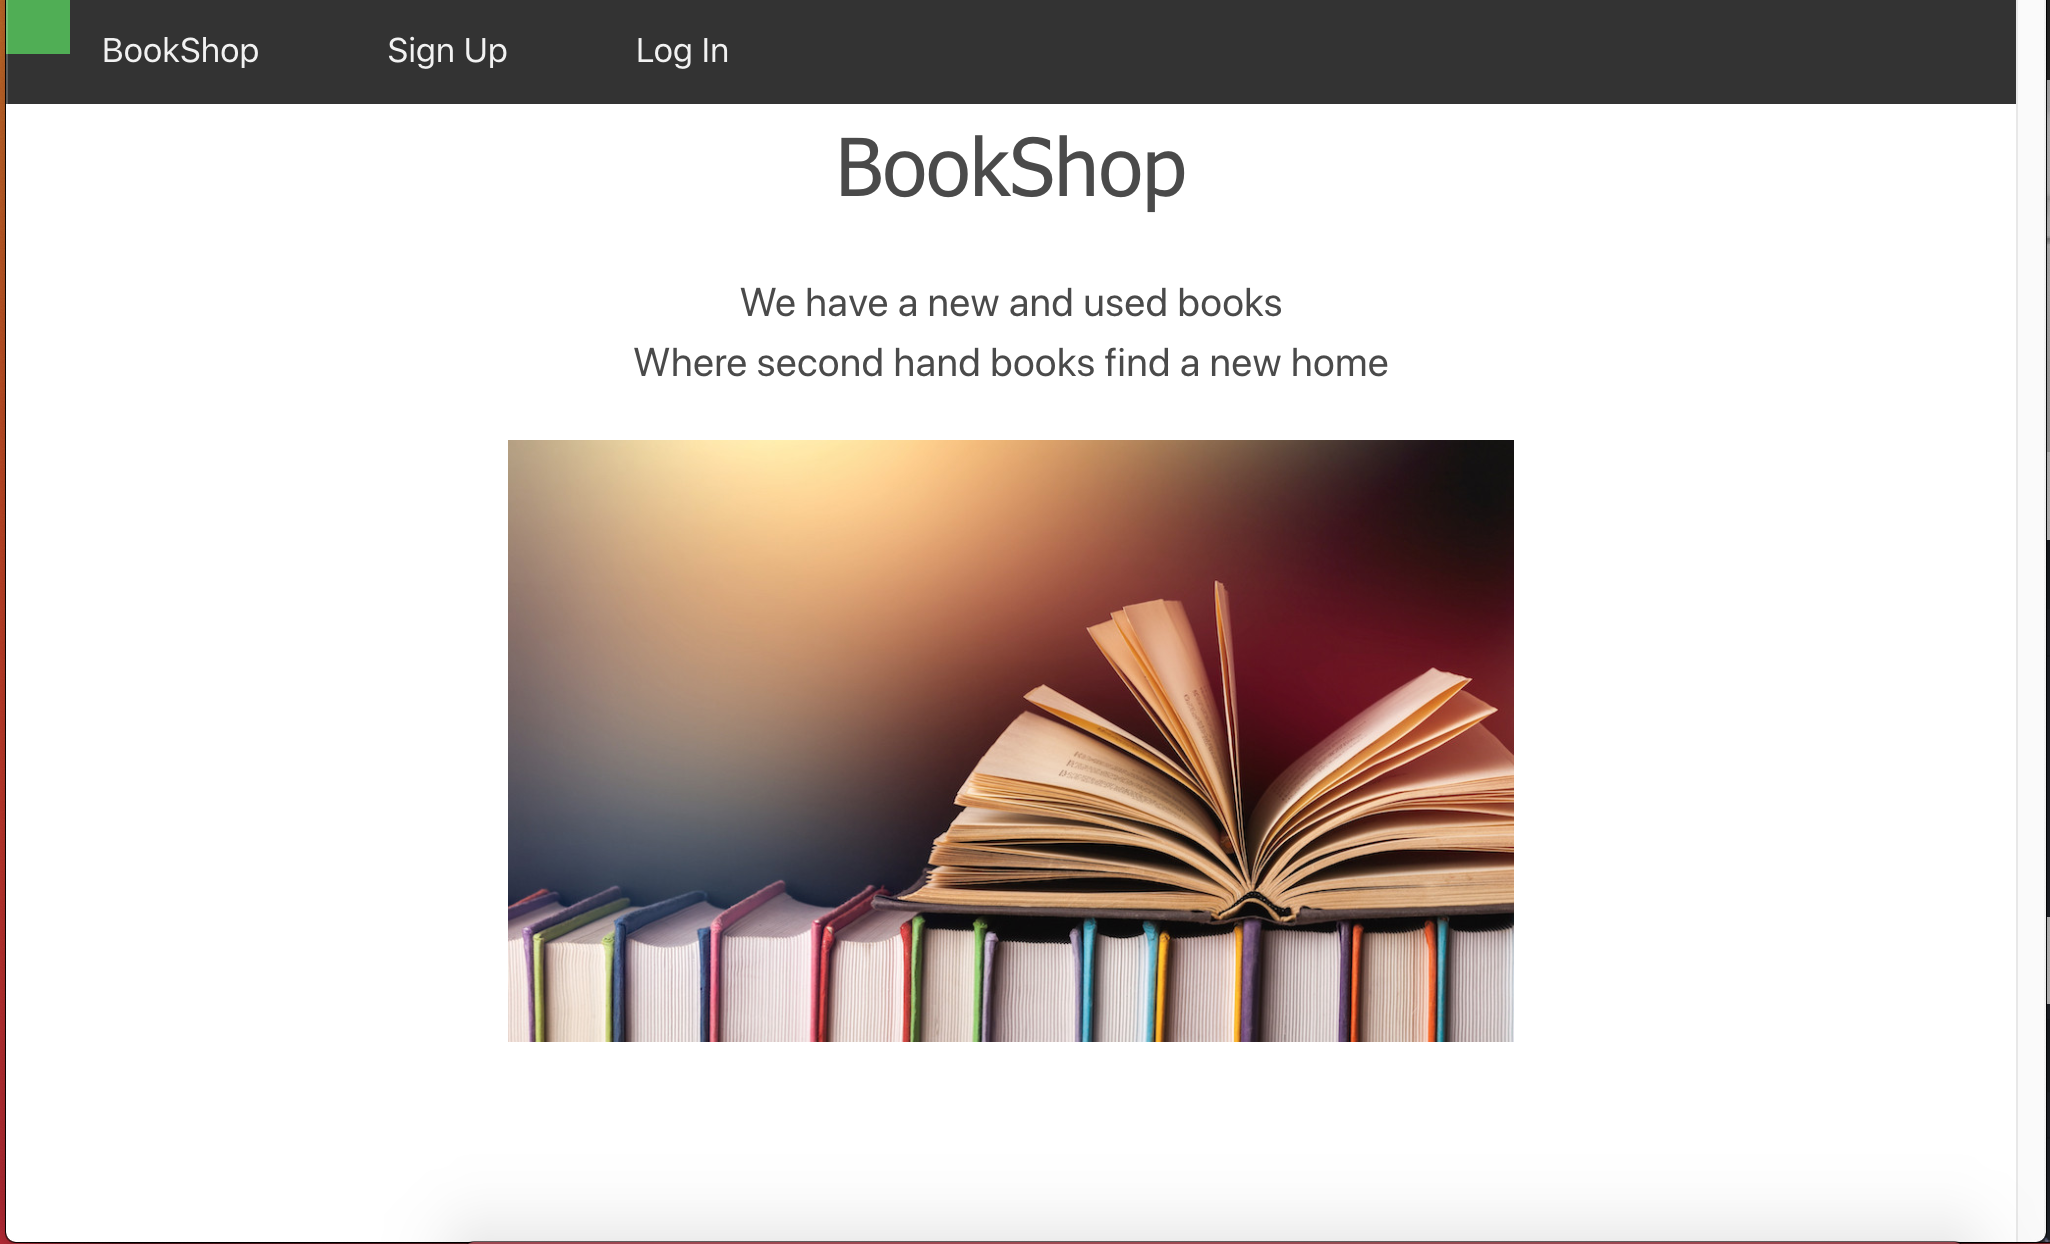 BookShop Sign Up Log In
BookShop
We have a new and used books
Where second hand books find a new home